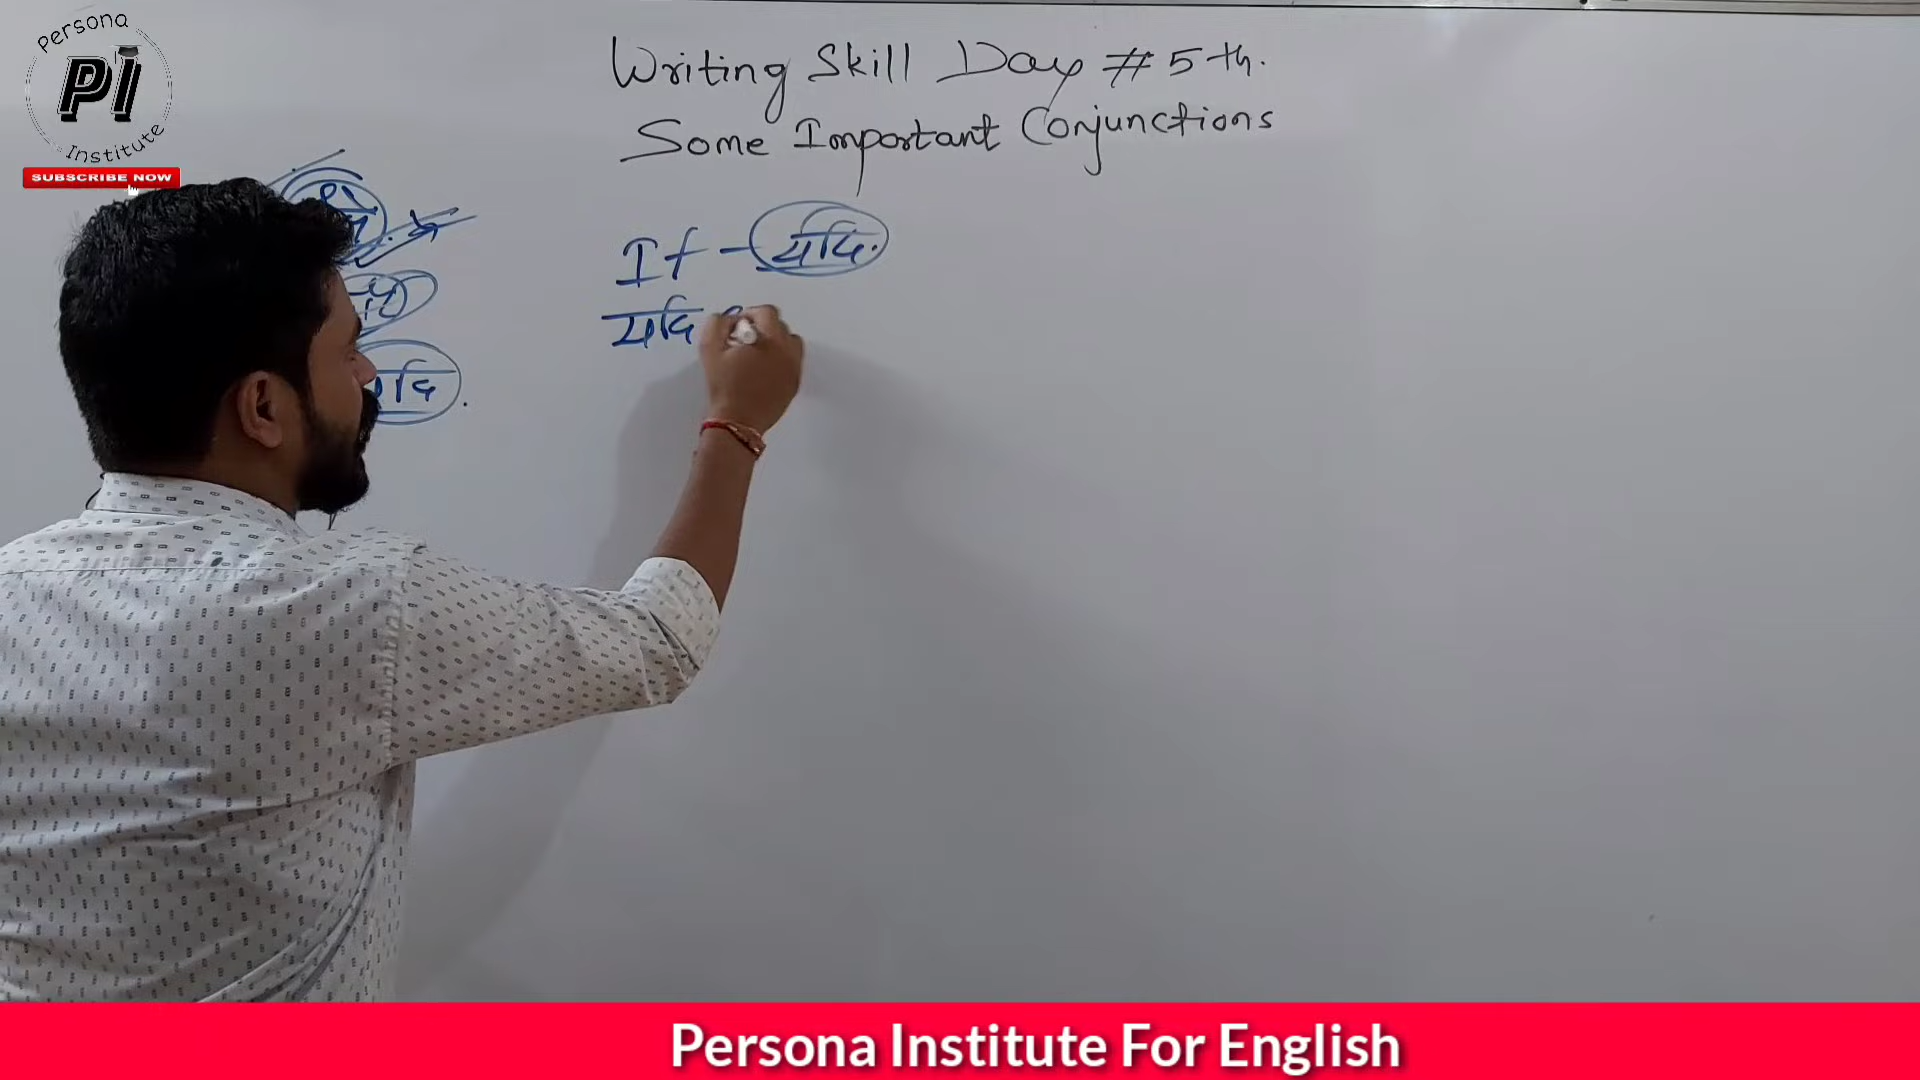 Persona
PI
Institute
SUBSCRIBE NOW
Writing Skill Day # 5th.
Some Important Conjunctions
If - यदि.
यदि
Persona Institute For English